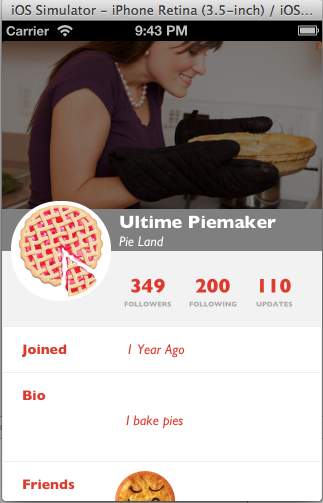 iOS Simulator – iPhone Retina (3.5-inch) / iOS...
Carrier 9:43 PM
Ultime Piemaker
Pie Land
349 200 110
FOLLOWERS FOLLOWING UPDATES
Joined 1 Year Ago
Bio
I bake pies
Friends